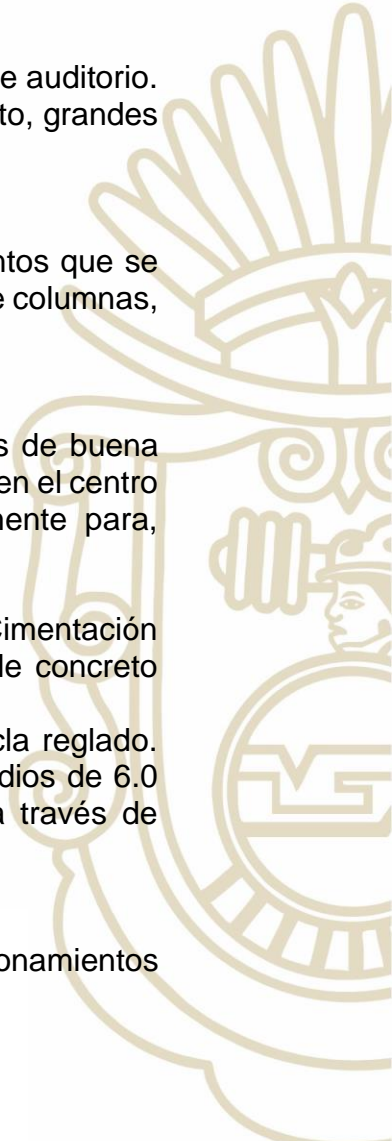 e auditorio.
to, grandes
ntos que se
e columnas,
s de buena
en el centro
nente para,
Cimentación
le concreto
cla reglado.
dios de 6.0
a través de
onamientos